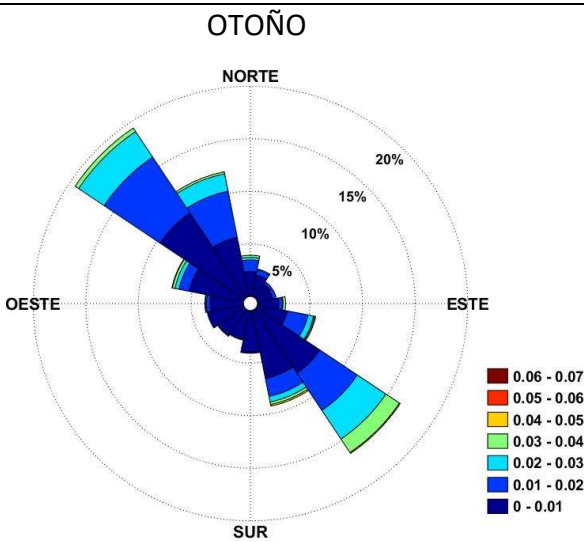 OTOÑO
NORTE
20%
15%
10%
5%
OESTE
ESTE
SUR
0.06 - 0.07
0.05 - 0.06
0.04 - 0.05
0.03 - 0.04
0.02 - 0.03
0.01 - 0.02
0 - 0.01